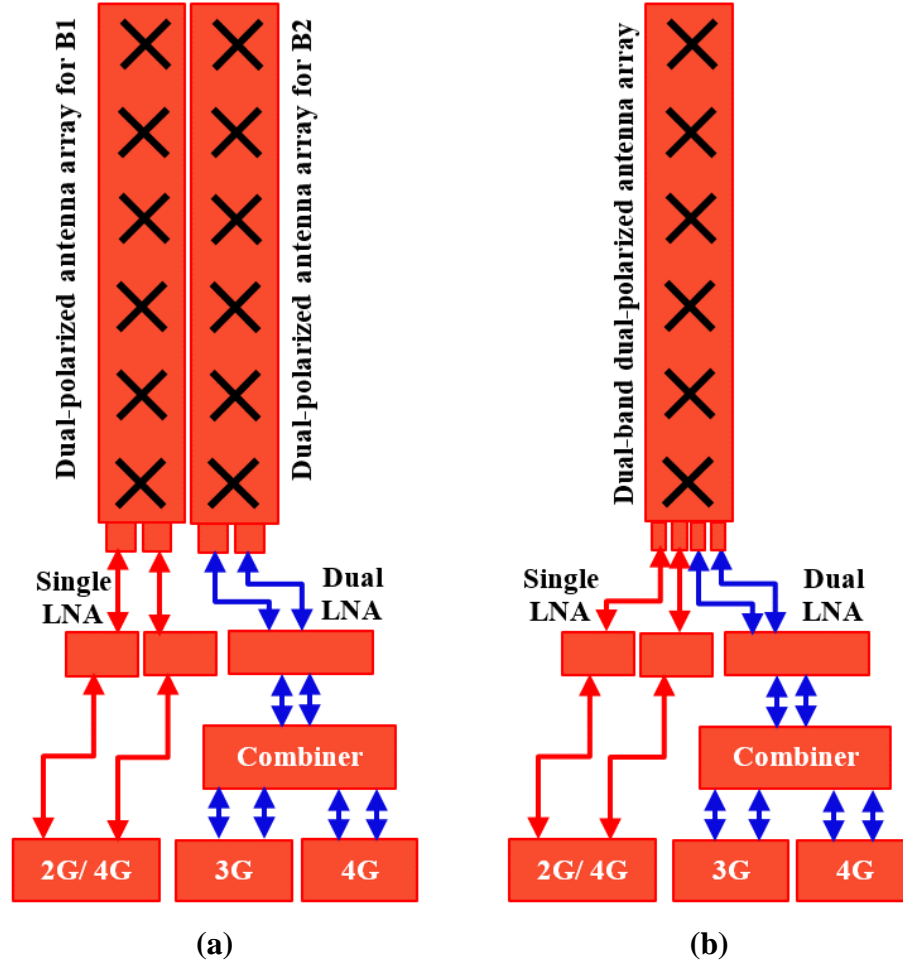 Dual-polarized antenna array for B1
Dual-polarized antenna array for B2
Single
LNA
Dual
LNA
Combiner
2G/ 4G
3G
4G
(a)
Dual-band dual-polarized antenna array
Single
LNA
Dual
LNA
Combiner
2G/ 4G
3G
4G
(b)